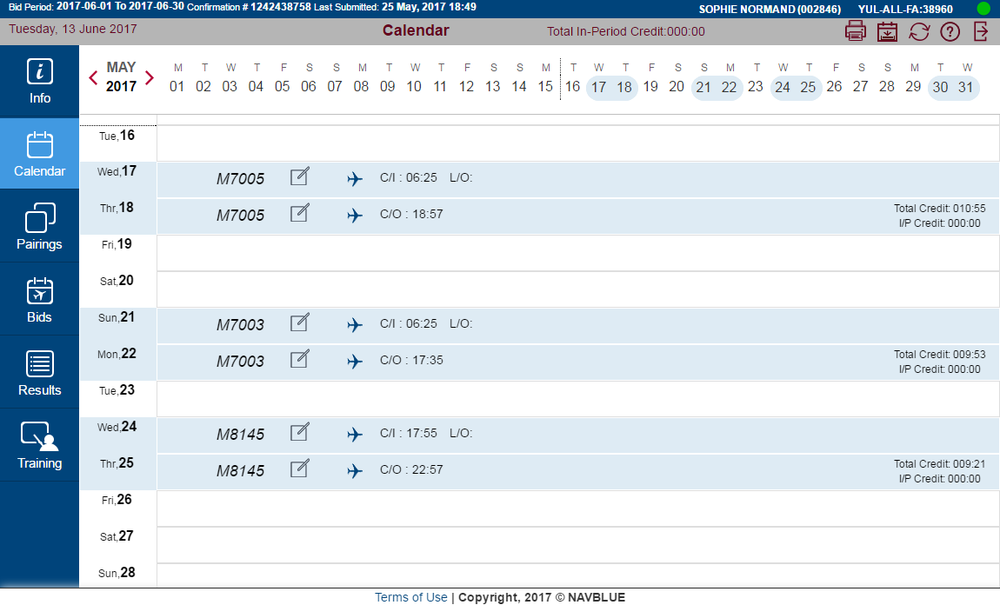 Bid Period: 2017-06-01 To 2017-06-30 Confirmation # 1242438758 Last Submitted: 25 May, 2017 18:49 SOPHIE NORMAND (002846) YUL-ALL-FA:38960
Tuesday, 13 June 2017 Calendar Total In-Period Credit:000:00
Info
Calendar
Pairings
Bids
Results
Training
MAY
2017
M T W T F S S M T W T F S S M T W T F S S M T W T F S S M T W
01 02 03 04 05 06 07 08 09 10 11 12 13 14 15 16 17 18 19 20 21 22 23 24 25 26 27 28 29 30 31
Tue,16
Wed,17 M7005 C/I : 06:25 L/O:
Thr,18 M7005 C/O : 18:57 Total Credit: 010:55
I/P Credit: 000:00
Fri,19
Sat,20
Sun,21 M7003 C/I : 06:25 L/O:
Mon,22 M7003 C/O : 17:35 Total Credit: 009:53
I/P Credit: 000:00
Tue,23
Wed,24 M8145 C/I : 17:55 L/O:
Thr,25 M8145 C/O : 22:57 Total Credit: 009:21
I/P Credit: 000:00
Fri,26
Sat,27
Sun,28
Terms of Use | Copyright, 2017 © NAVBLUE